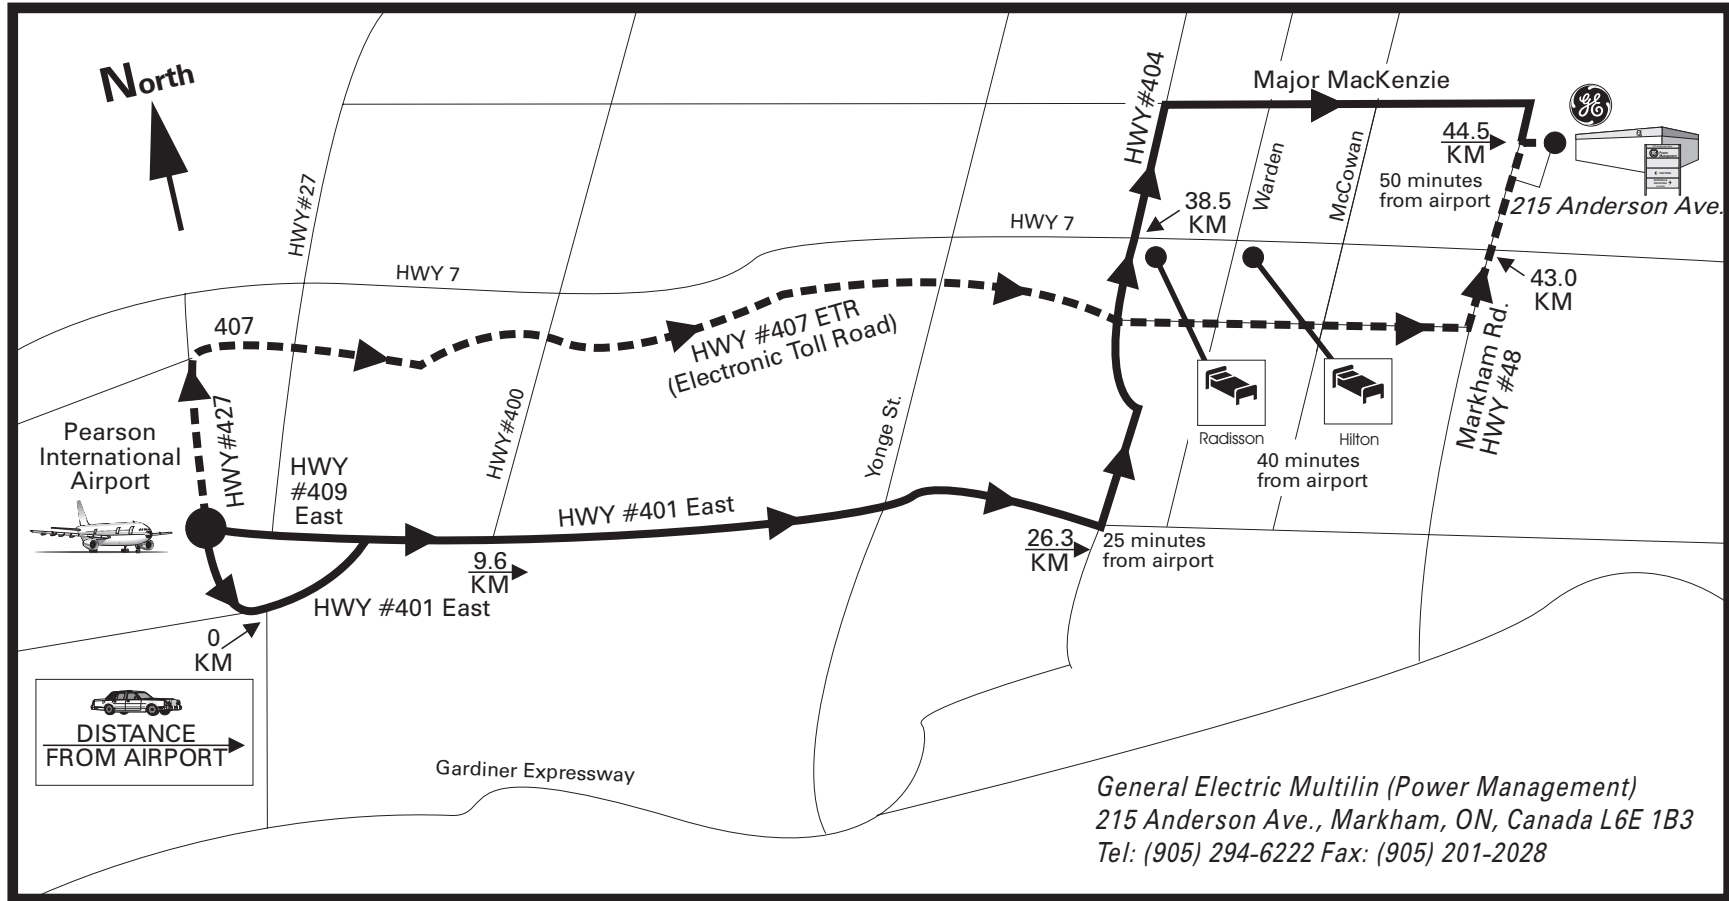 North
HWY#27
HWY#404
Major MacKenzie
GE
44.5
KM
50 minutes
from airport
215 Anderson Ave.
Warden
McCowan
38.5
KM
HWY 7
HWY 7
43.0
KM
407
HWY #407 ETR
(Electronic Toll Road)
HWY#427
HWY#400
Yonge St.
Markham Rd.
HWY #48
Radisson
Hilton
40 minutes
from airport
Pearson
International
Airport
HWY
#409
East
HWY #401 East
9.6
KM
26.3
KM
25 minutes
from airport
HWY #401 East
0
KM
DISTANCE
FROM AIRPORT
Gardiner Expressway
General Electric Multilin (Power Management)
215 Anderson Ave., Markham, ON, Canada L6E 1B3
Tel: (905) 294-6222 Fax: (905) 201-2028